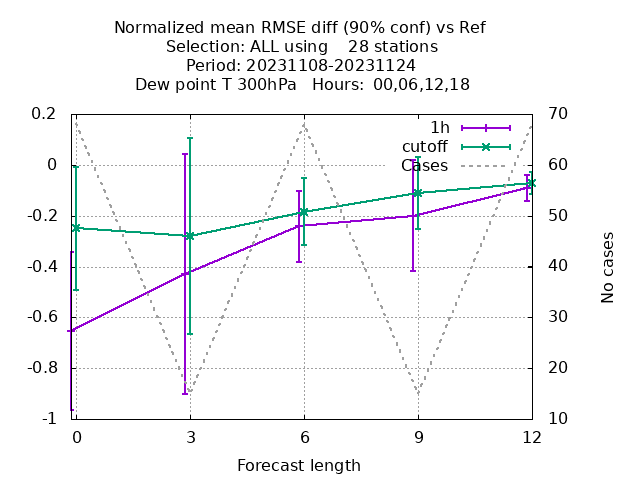 Normalized mean RMSE diff (90% conf) vs Ref
Selection: ALL using    28 stations
Period: 20231108-20231124
Dew point T 300hPa   Hours: 00,06,12,18
0.2
0
-0.2
-0.4
-0.6
-0.8
-1
70
60
50
40
30
20
10
1h
cutoff
Cases
No cases
0 3 6 9 12
Forecast length